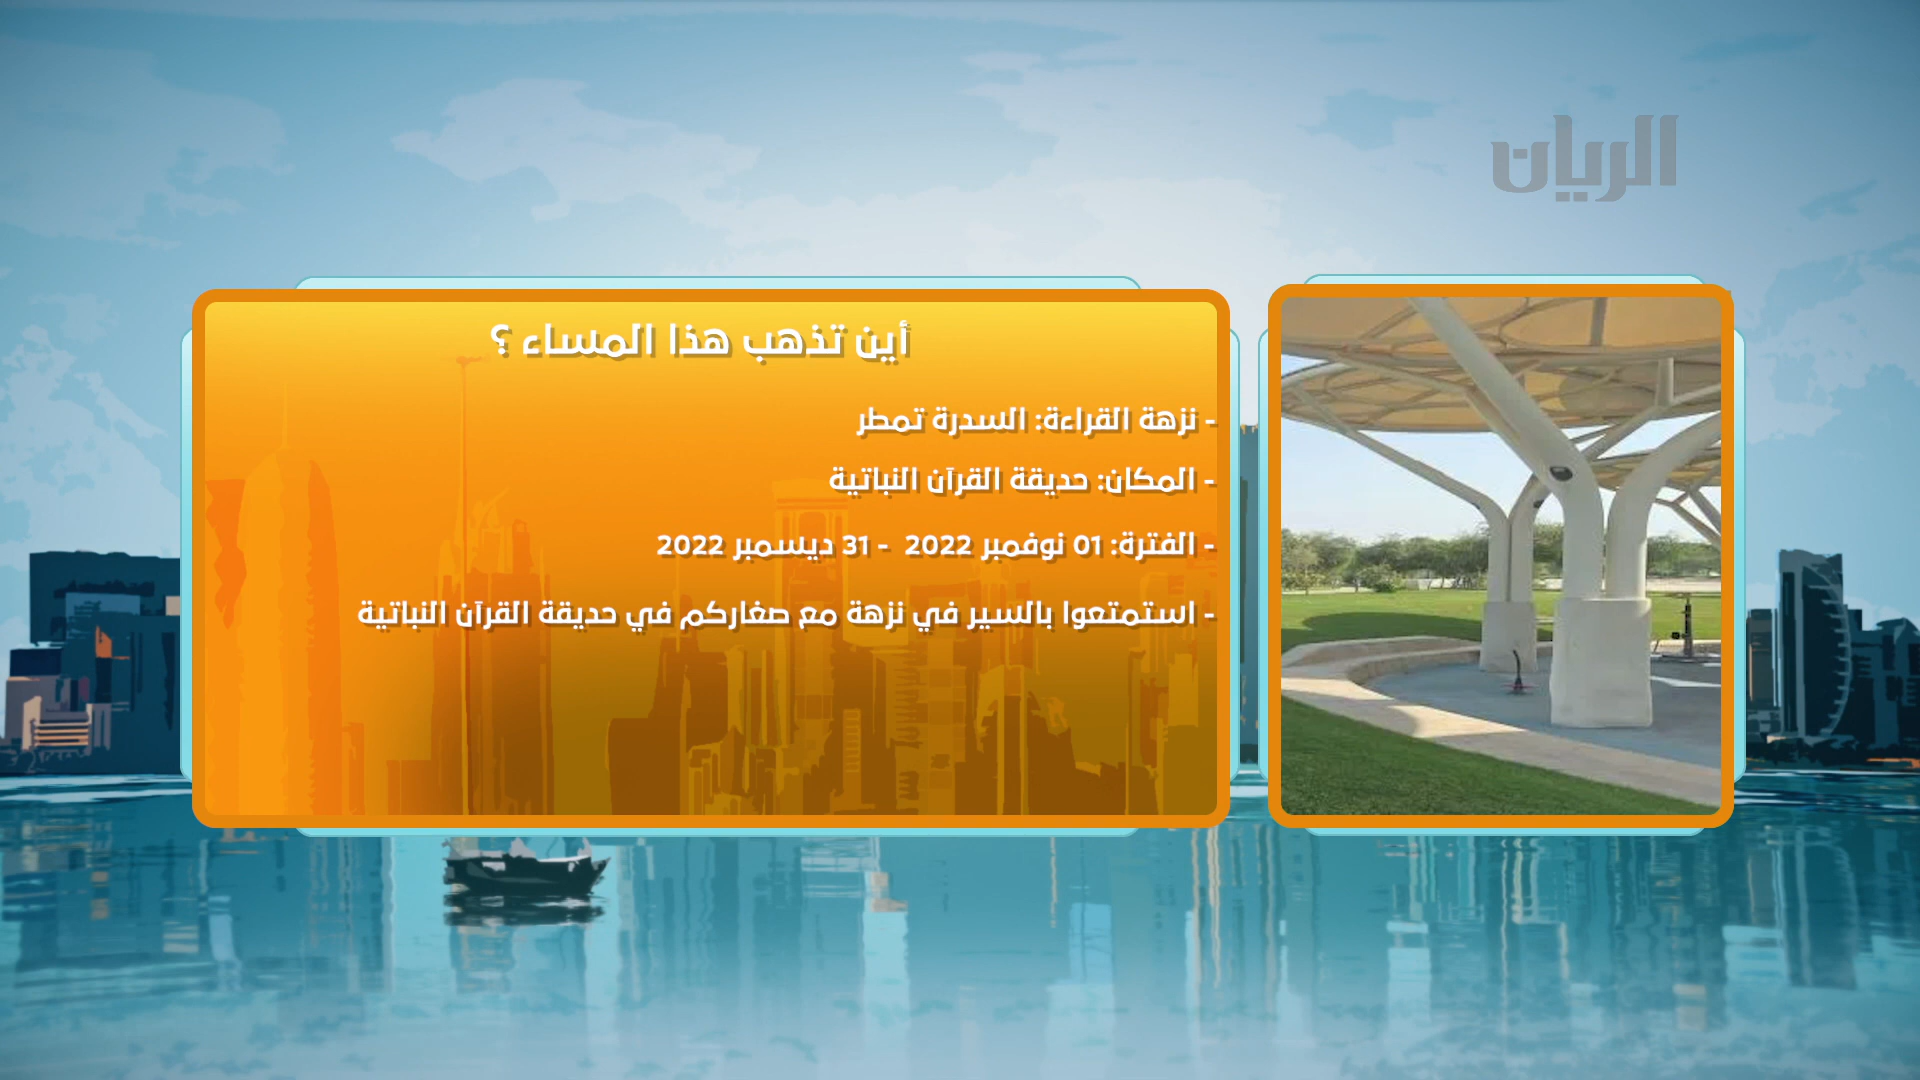 الريان
أين تذهب هذا المساء ؟
- نزهة القراءة: السدرة تمطر
- المكان: حديقة القرآن النباتية
- الفترة: 01 نوفمبر 2022 - 31 ديسمبر 2022
- استمتعوا بالسير في نزهة مع صغاركم في حديقة القرآن النباتية